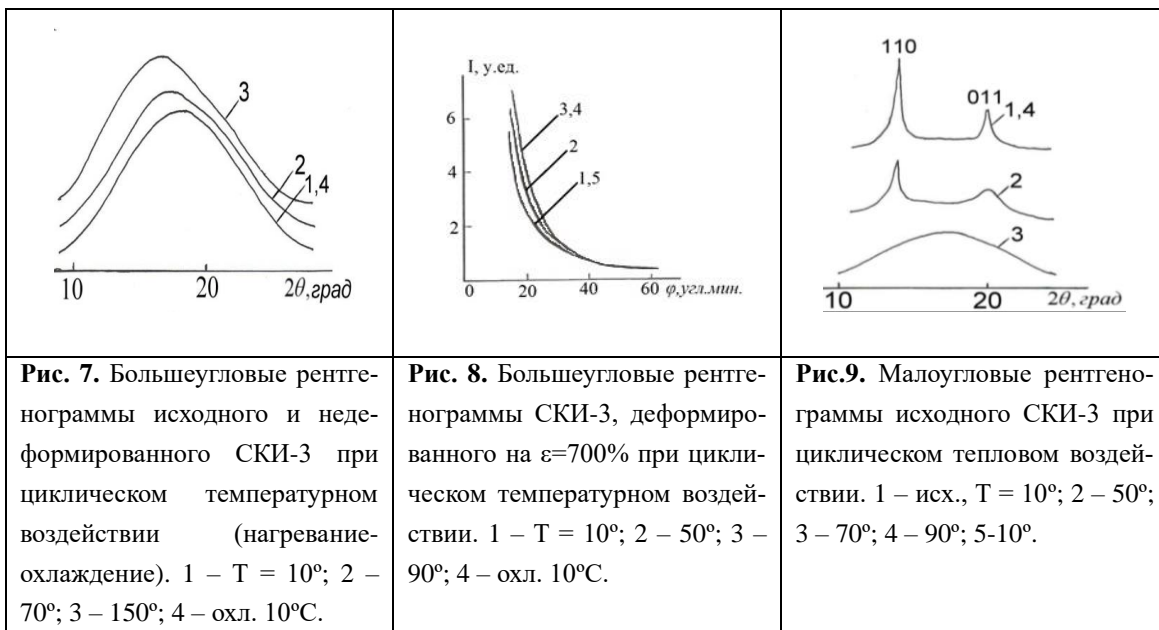 3
2
1,4
10
20
2θ,град
I, у.ед.
6
3,4
4
2
1,5
2
0
20
40
60
φ,угл.мин.
110
011
1,4
2
3
10
20
2θ, град
Рис. 7. Большеугловые рентге-
нограммы исходного и неде-
формированного СКИ-3 при
циклическом температурном
воздействии (нагревание-
охлаждение). 1 – T = 10º; 2 –
70º; 3 – 150º; 4 – охл. 10ºС.
Рис. 8. Большеугловые рентге-
нограммы СКИ-3, деформиро-
ванного на ε=700% при цикли-
ческом температурном воздей-
ствии. 1 – T = 10º; 2 – 50º; 3 –
90º; 4 – охл. 10ºС.
Рис.9. Малоугловые рентгено-
граммы исходного СКИ-3 при
циклическом тепловом воздей-
ствии. 1 – исх., T = 10º; 2 – 50º;
3 – 70º; 4 – 90º; 5-10º.